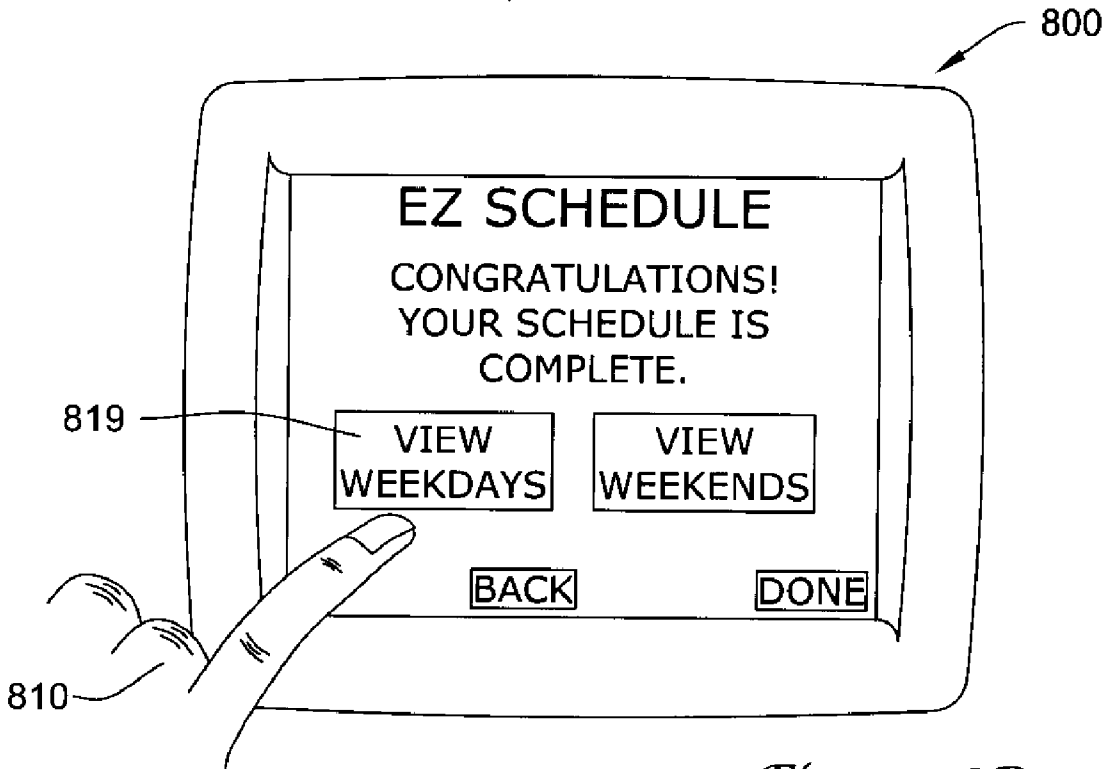 800
EZ SCHEDULE
CONGRATULATIONS!
YOUR SCHEDULE IS
COMPLETE.
819
VIEW
WEEKDAYS
VIEW
WEEKENDS
BACK
DONE
810